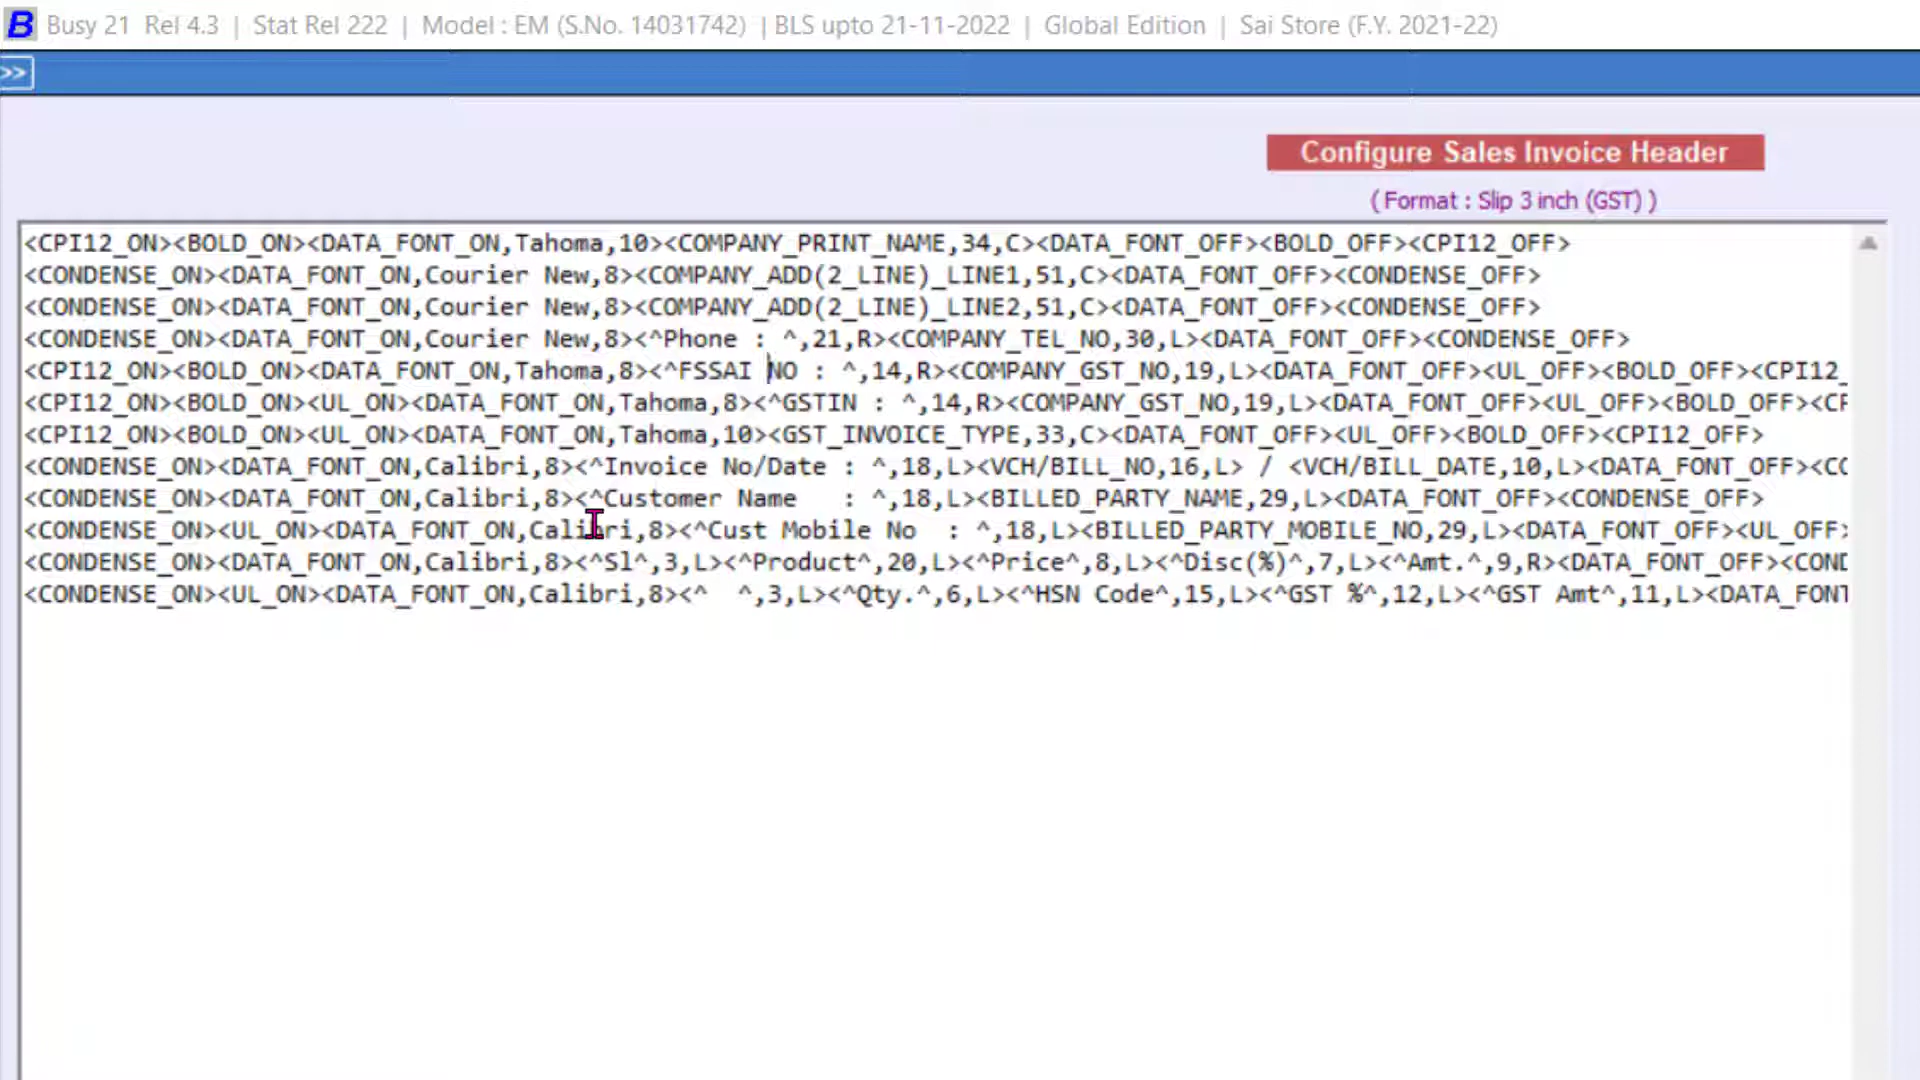 B Busy 21 Rel 4.3 | Stat Rel 222 | Model : EM (S.No. 14031742) | BLS upto 21-11-2022 | Global Edition | Sai Store (F.Y. 2021-22)
>>
Configure Sales Invoice Header
( Format : Slip 3 inch (GST) )
<CPI12_ON><BOLD_ON><DATA_FONT_ON,Tahoma,10><COMPANY_PRINT_NAME,34,C><DATA_FONT_OFF><BOLD_OFF><CPI12_OFF>
<CONDENSE_ON><DATA_FONT_ON,Courier New,8><COMPANY_ADD(2_LINE)_LINE1,51,C><DATA_FONT_OFF><CONDENSE_OFF>
<CONDENSE_ON><DATA_FONT_ON,Courier New,8><COMPANY_ADD(2_LINE)_LINE2,51,C><DATA_FONT_OFF><CONDENSE_OFF>
<CONDENSE_ON><DATA_FONT_ON,Courier New,8><^Phone : ^,21,R><COMPANY_TEL_NO,30,L><DATA_FONT_OFF><CONDENSE_OFF>
<CPI12_ON><BOLD_ON><DATA_FONT_ON,Tahoma,8><^FSSAI NO : ^,14,R><COMPANY_GST_NO,19,L><DATA_FONT_OFF><UL_OFF><BOLD_OFF><CPI12_
<CPI12_ON><BOLD_ON><UL_ON><DATA_FONT_ON,Tahoma,8><^GSTIN : ^,14,R><COMPANY_GST_NO,19,L><DATA_FONT_OFF><UL_OFF><BOLD_OFF><CP
<CPI12_ON><BOLD_ON><UL_ON><DATA_FONT_ON,Tahoma,10><GST_INVOICE_TYPE,33,C><DATA_FONT_OFF><UL_OFF><BOLD_OFF><CPI12_OFF>
<CONDENSE_ON><DATA_FONT_ON,Calibri,8><^Invoice No/Date : ^,18,L><VCH/BILL_NO,16,L> / <VCH/BILL_DATE,10,L><DATA_FONT_OFF><CO
<CONDENSE_ON><DATA_FONT_ON,Calibri,8><^Customer Name   : ^,18,L><BILLED_PARTY_NAME,29,L><DATA_FONT_OFF><CONDENSE_OFF>
<CONDENSE_ON><UL_ON><DATA_FONT_ON,Calibri,8><^Cust Mobile No  : ^,18,L><BILLED_PARTY_MOBILE_NO,29,L><DATA_FONT_OFF><UL_OFF>
<CONDENSE_ON><DATA_FONT_ON,Calibri,8><^Sl^,3,L><^Product^,20,L><^Price^,8,L><^Disc(%)^,7,L><^Amt.^,9,R><DATA_FONT_OFF><COND
<CONDENSE_ON><UL_ON><DATA_FONT_ON,Calibri,8><^  ^,3,L><^Qty.^,6,L><^HSN Code^,15,L><^GST %^,12,L><^GST Amt^,11,L><DATA_FONT